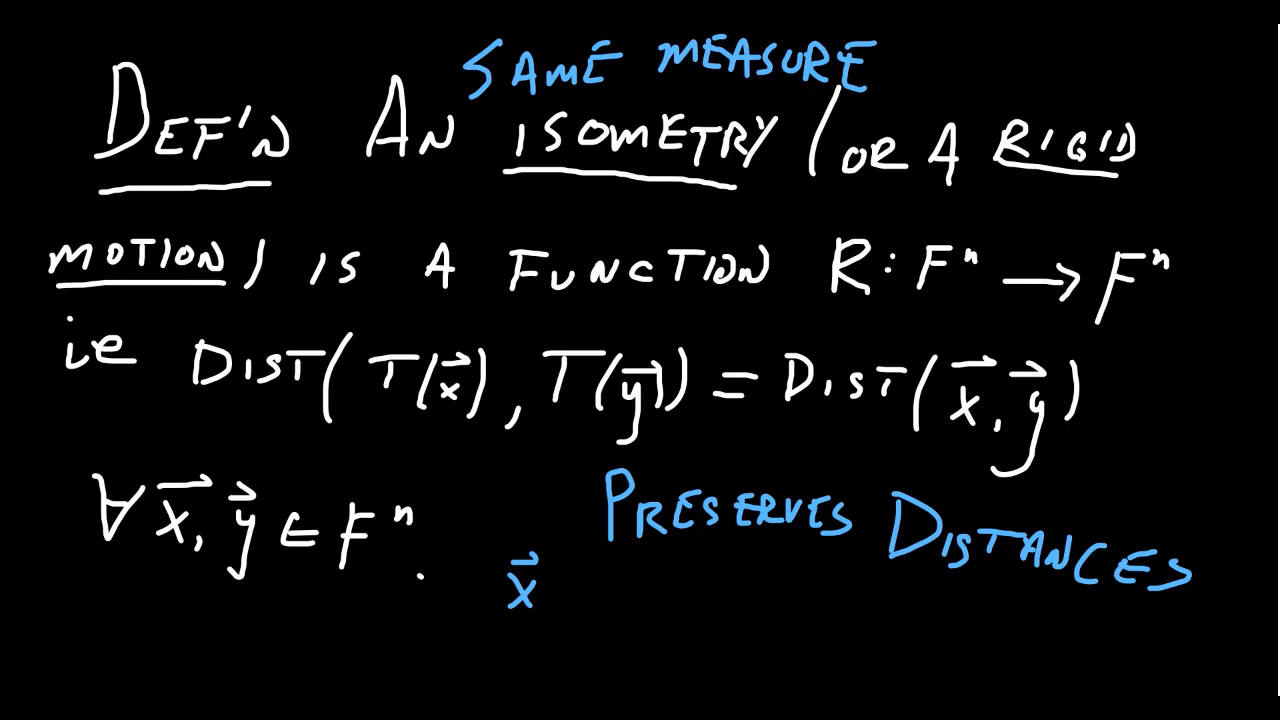 SAME MEASURE
DEF'N AN ISOMETRY (OR A RIGID
MOTION) IS A FUNCTION R: Fⁿ → Fⁿ
ie DIST(T(x⃗), T(y⃗)) = DIST(x⃗, y⃗)
∀ x⃗, y⃗ ∈ Fⁿ.
PRESERVES DISTANCES
x⃗